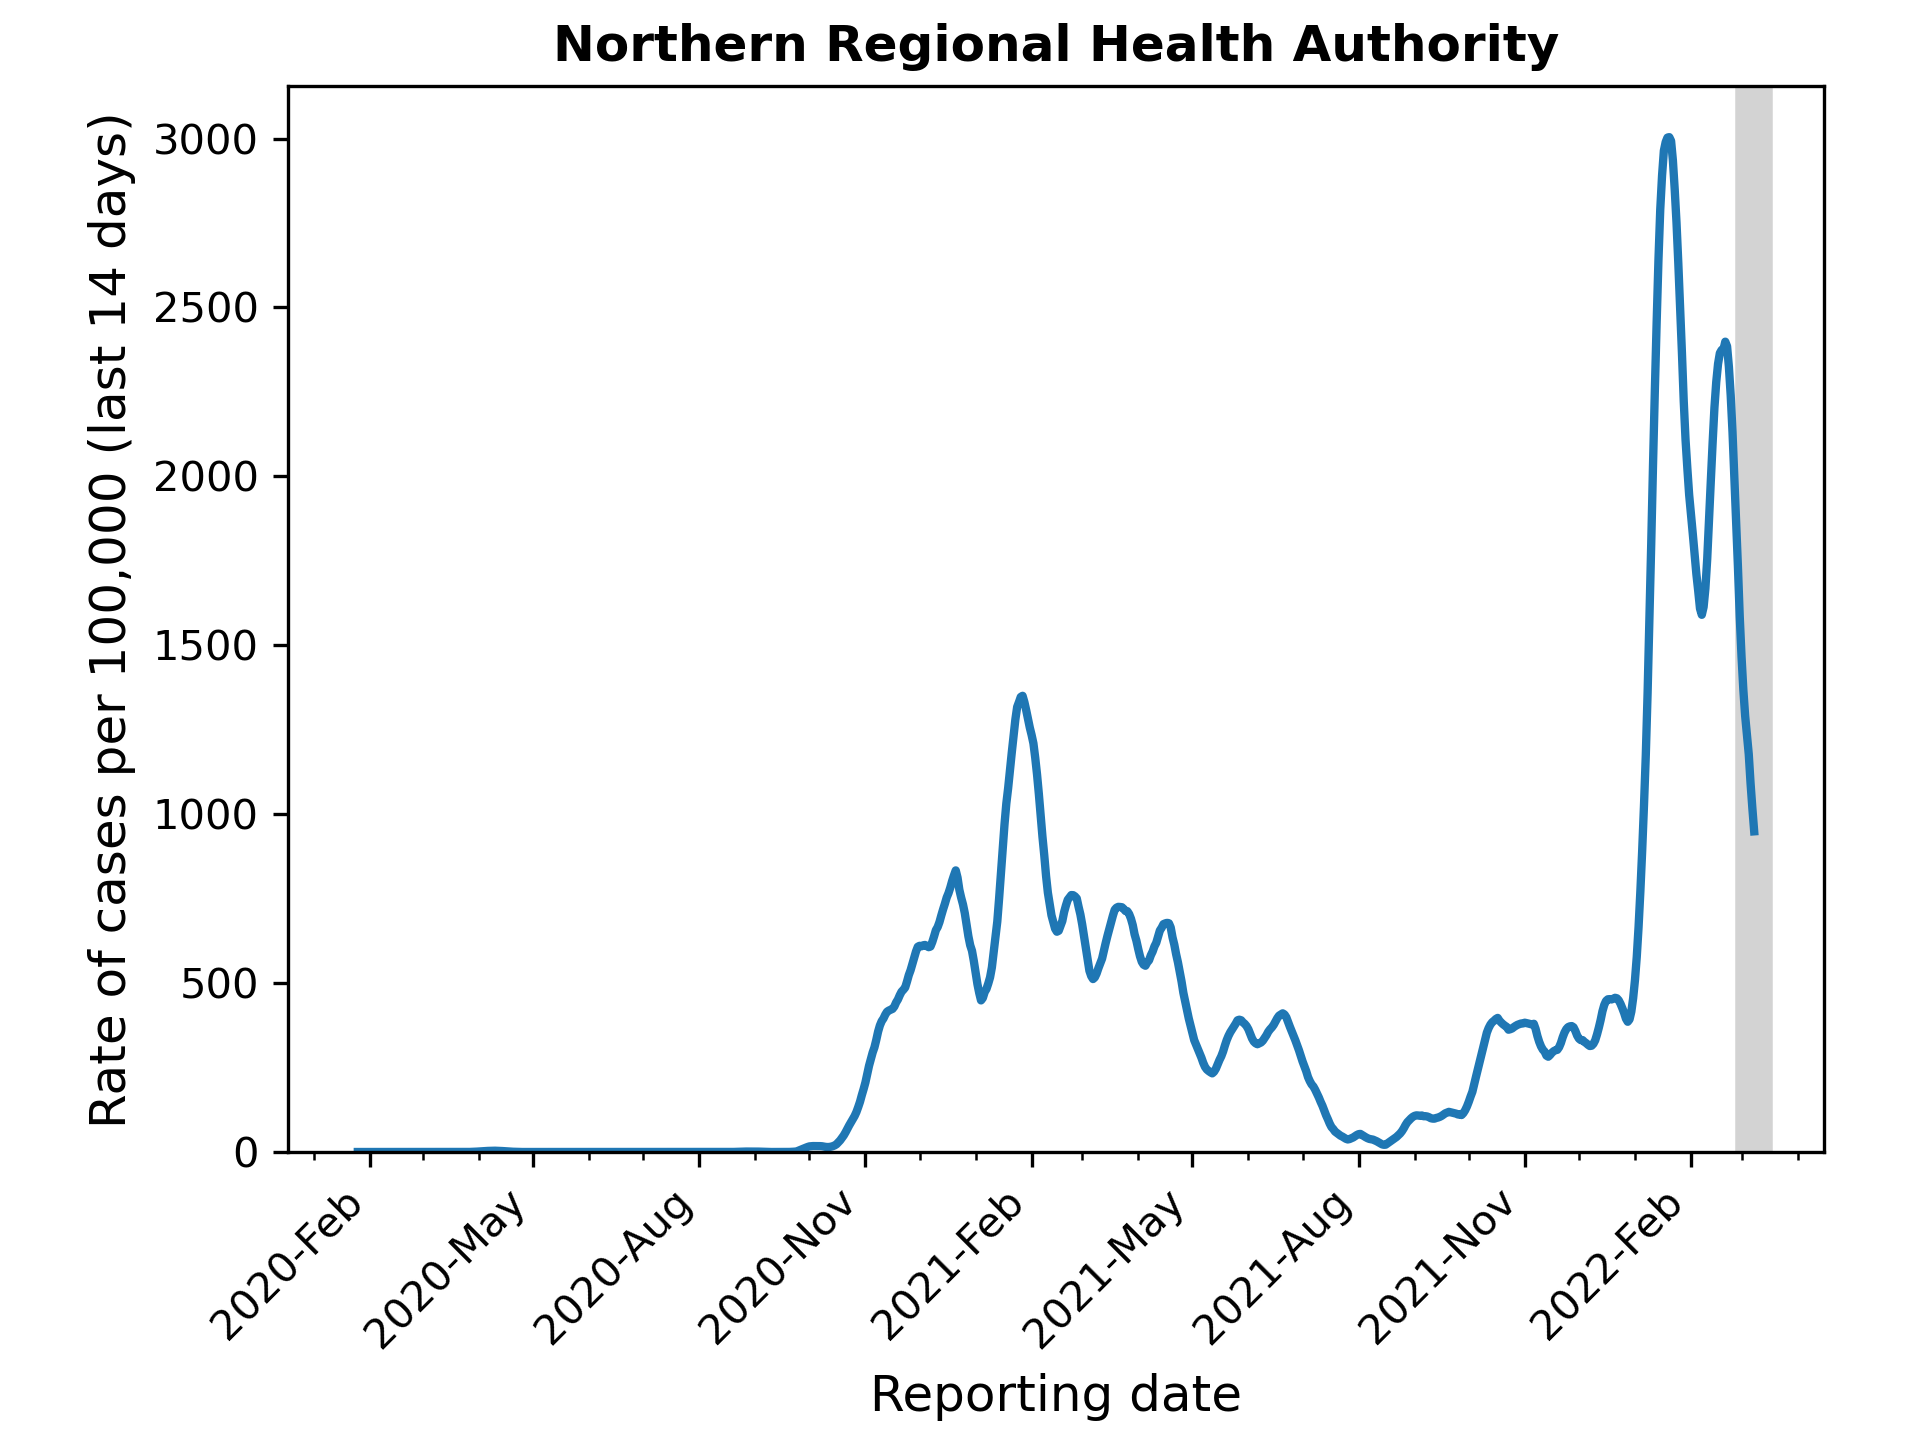 Northern Regional Health Authority
Rate of cases per 100,000 (last 14 days)
3000
2500
2000
1500
1000
500
0
2020-Feb
2020-May
2020-Aug
2020-Nov
2021-Feb
2021-May
2021-Aug
2021-Nov
2022-Feb
Reporting date